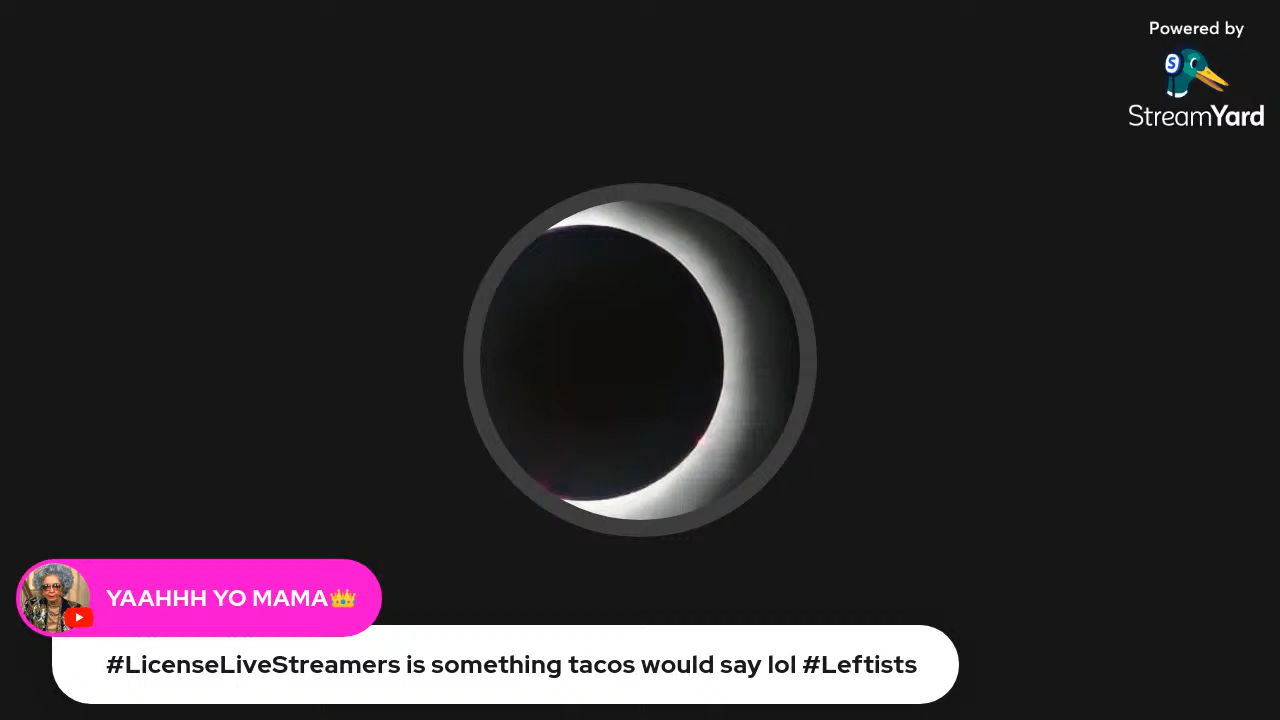 Powered by
S
StreamYard
YAAHHH YO MAMA👑
#LicenseLiveStreamers is something tacos would say lol #Leftists